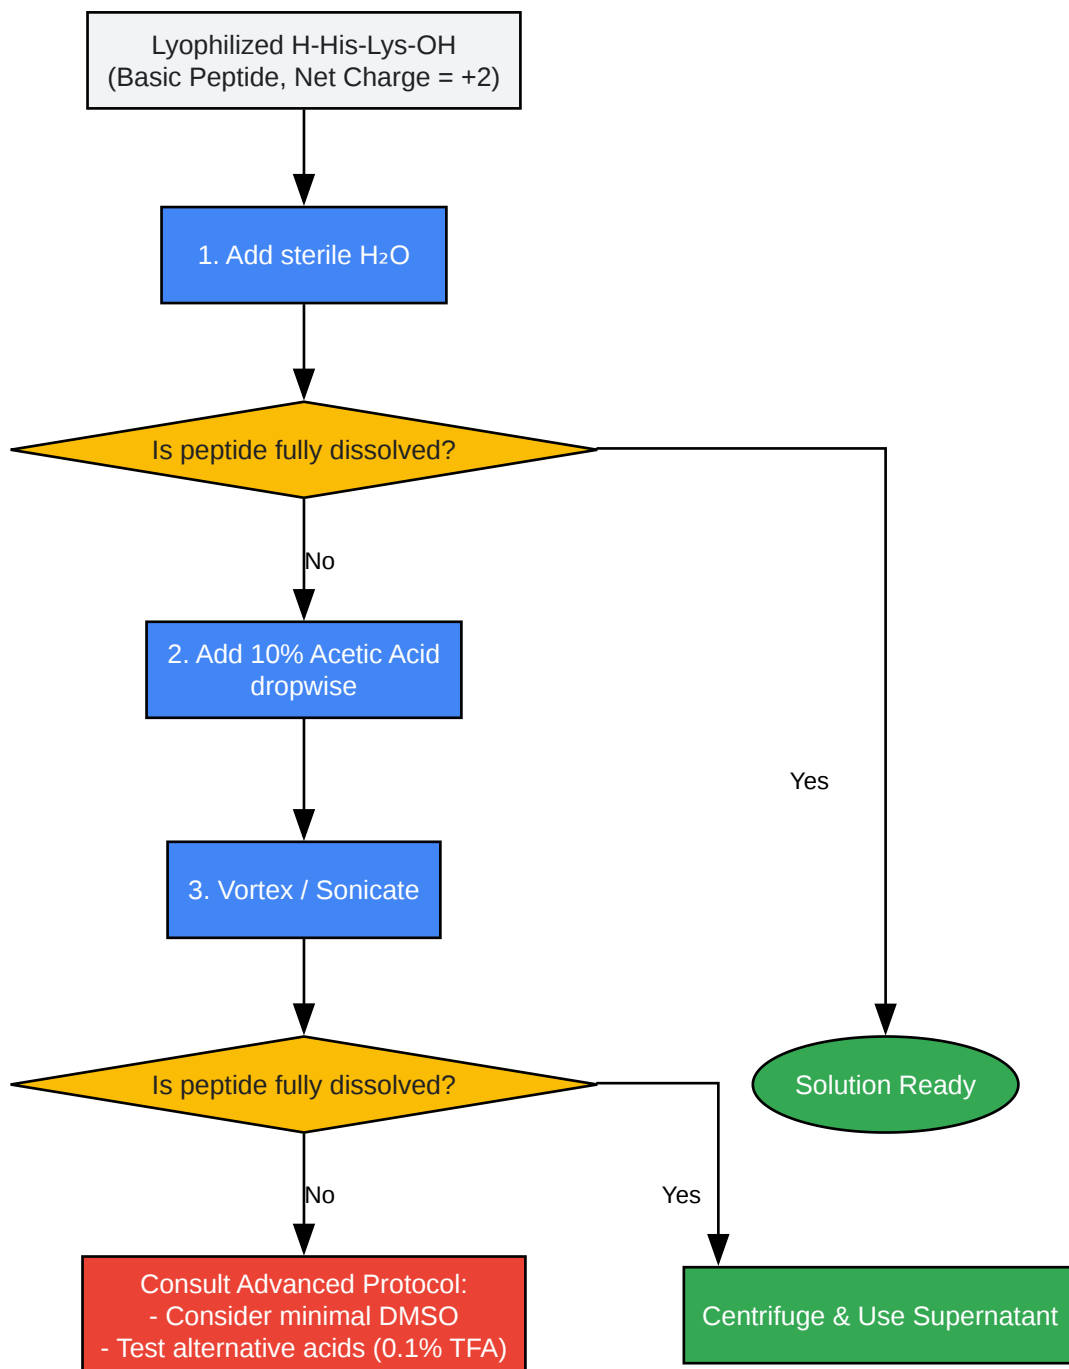 Lyophilized H-His-Lys-OH
(Basic Peptide, Net Charge = +2)
1. Add sterile H₂O
Is peptide fully dissolved?
No
2. Add 10% Acetic Acid
dropwise
Yes
3. Vortex / Sonicate
Is peptide fully dissolved?
Solution Ready
No
Yes
Consult Advanced Protocol:
- Consider minimal DMSO
- Test alternative acids (0.1% TFA)
Centrifuge & Use Supernatant